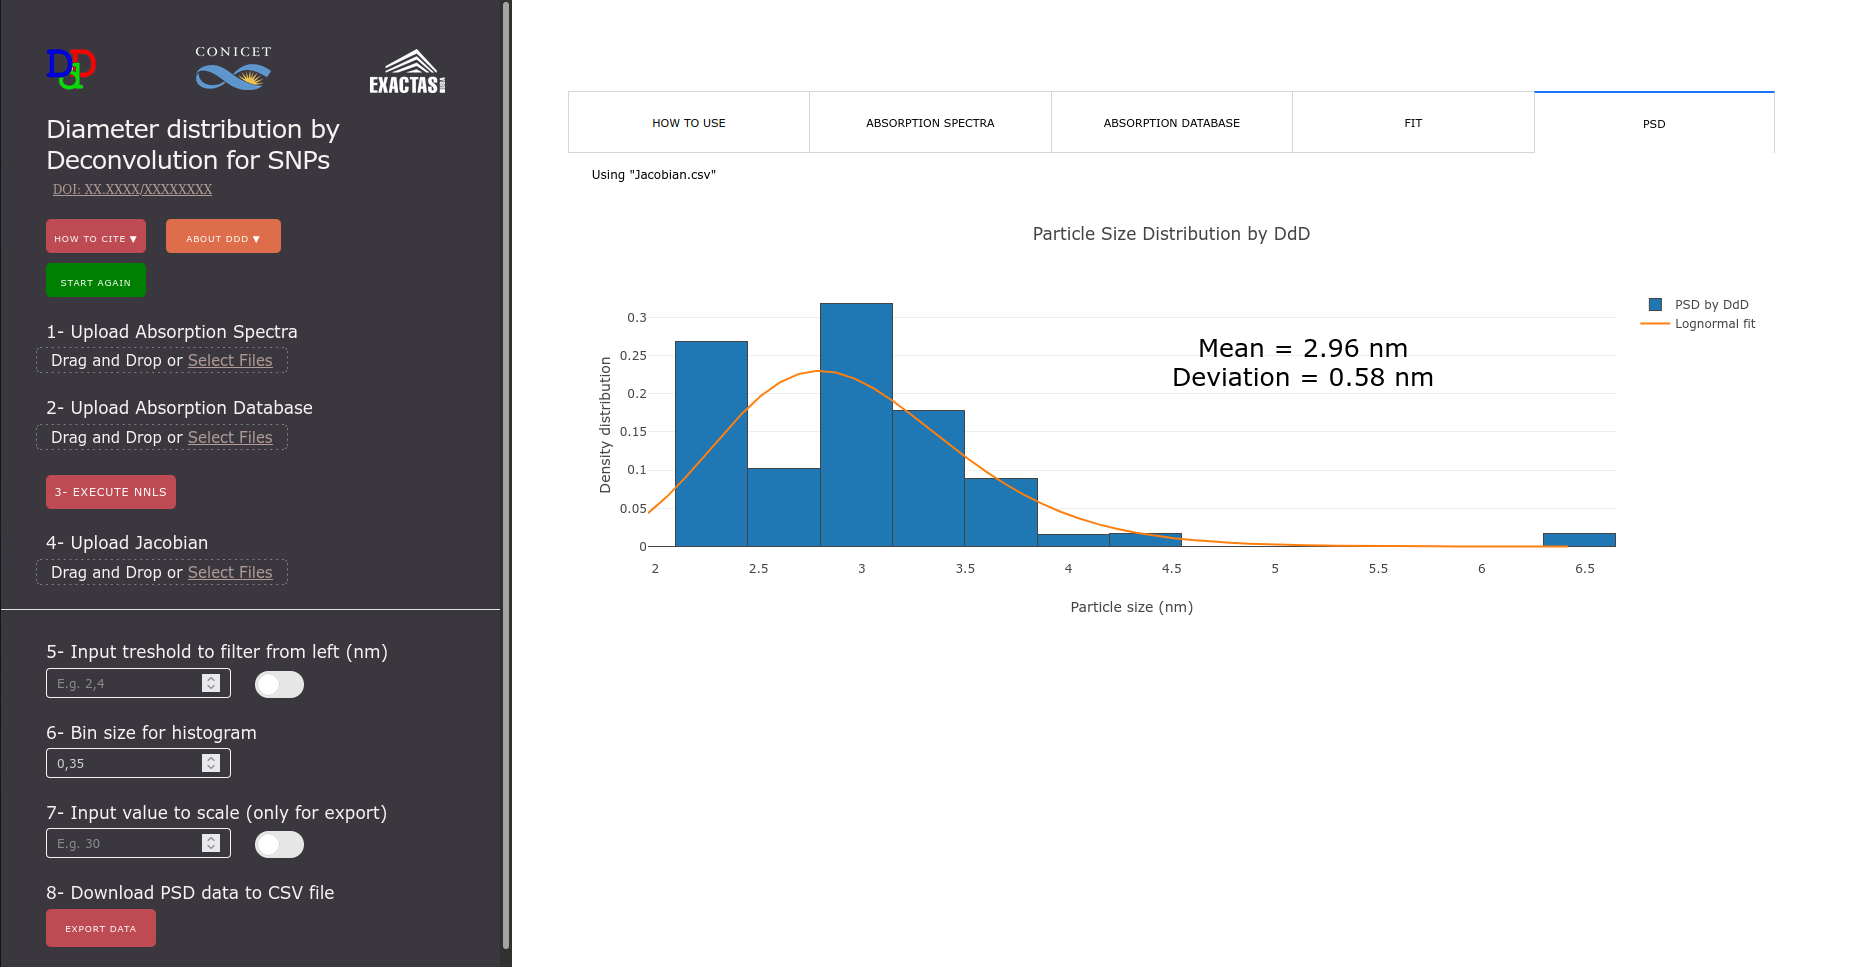 DdD
CONICET
EXACTAS UBA
Diameter distribution by
Deconvolution for SNPs
DOI: XX.XXXX/XXXXXXXX
HOW TO CITE ▼
ABOUT DDD ▼
START AGAIN
1- Upload Absorption Spectra
Drag and Drop or Select Files
2- Upload Absorption Database
Drag and Drop or Select Files
3- EXECUTE NNLS
4- Upload Jacobian
Drag and Drop or Select Files
5- Input treshold to filter from left (nm)
E.g. 2,4
6- Bin size for histogram
0,35
7- Input value to scale (only for export)
E.g. 30
8- Download PSD data to CSV file
EXPORT DATA
HOW TO USE
ABSORPTION SPECTRA
ABSORPTION DATABASE
FIT
PSD
Using "Jacobian.csv"
Particle Size Distribution by DdD
PSD by DdD
Lognormal fit
Mean = 2.96 nm
Deviation = 0.58 nm
Density distribution
0.3
0.25
0.2
0.15
0.1
0.05
0
2 2.5 3 3.5 4 4.5 5 5.5 6 6.5
Particle size (nm)